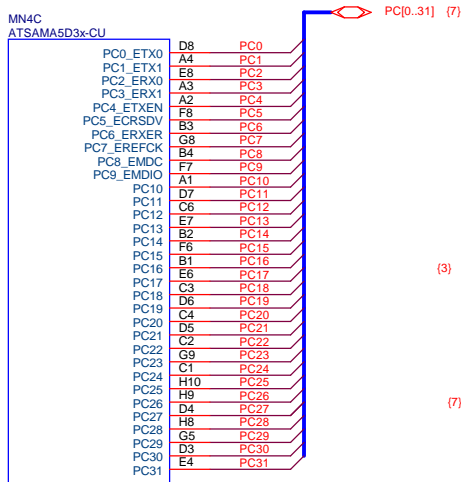 PC[0..31] {7}
MN4C
ATSAMA5D3x-CU
PC0_ETX0 D8 PC0
PC1_ETX1 A4 PC1
PC2_ERX0 E8 PC2
PC3_ERX1 A3 PC3
PC4_ETXEN A2 PC4
PC5_ECRSDV F8 PC5
PC6_ERXER B3 PC6
PC7_EREFCK G8 PC7
PC8_EMDC B4 PC8
PC9_EMDIO F7 PC9
PC10 A1 PC10
PC11 D7 PC11
PC12 C6 PC12
PC13 E7 PC13
PC14 B2 PC14
PC15 F6 PC15
PC16 B1 PC16
PC17 E6 PC17
{3}
PC18 C3 PC18
PC19 D6 PC19
PC20 C4 PC20
PC21 D5 PC21
PC22 C2 PC22
PC23 G9 PC23
PC24 C1 PC24
PC25 H10 PC25
PC26 H9 PC26
{7}
PC27 D4 PC27
PC28 H8 PC28
PC29 G5 PC29
PC30 D3 PC30
PC31 E4 PC31